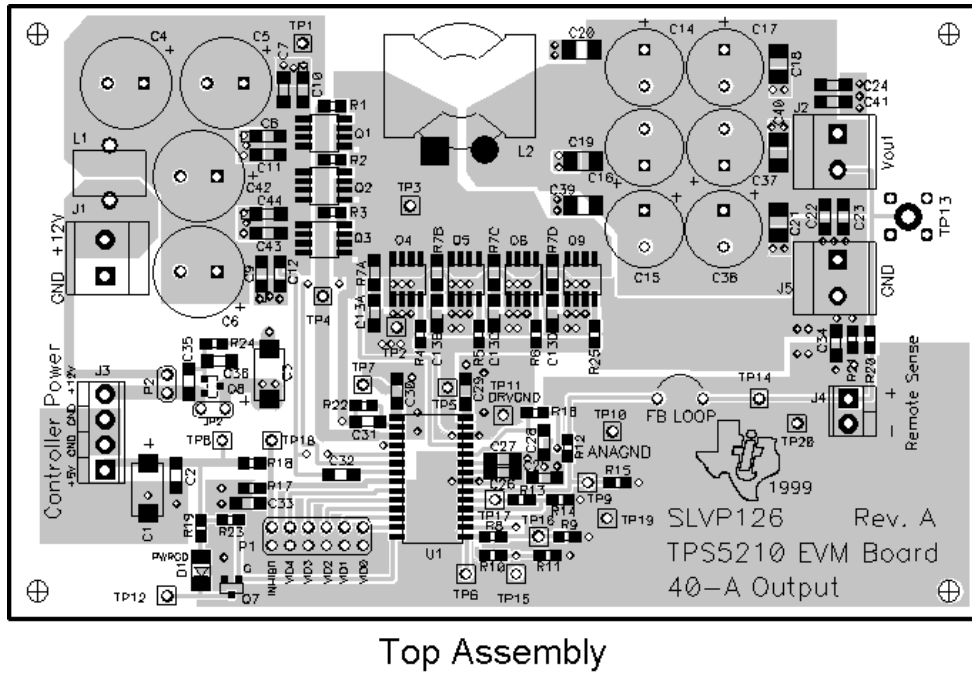 TP1
C4
C5
C7
C10
C20
C14
C17
C18
C24
C41
R1
Q1
C8
C11
L1
L2
C19
C16
C40
J2
Vout
C42
R2
Q2
TP3
C39
C37
J1
+12v
GND
C44
C43
R3
Q3
Q4
R7B
Q5
R7C
Q6
R7D
Q9
C15
C38
C21
C22
C23
TP13
J5
GND
C9
C12
R7A
C13A
TP4
C6
TP2
R4
C13B
R5
C13C
R6
C13D
R25
C34
R21
R20
Controller Power
J3
+12v
GND
GND
+5v
P2
C35
R24
C36
Q8
C3
JP2
TP8
TP18
TP7
R22
C31
C30
TP5
C29
TP11
DRVGND
R16
TP10
ANAGND
FB LOOP
TP14
J4
+
−
Remote Sense
TP20
C1
C2
R18
C32
R17
C33
C27
C26
C28
R12
R13
R14
R15
TP9
TP17
1999
R19
R23
P1
INHIBIT
VID4
VID3
VID2
VID1
VID0
PWRGD
D1
Q7
TP12
U1
R8
TP16
R9
R10
R11
TP19
TP6
TP15
SLVP126 Rev. A
TPS5210 EVM Board
40-A Output
Top Assembly